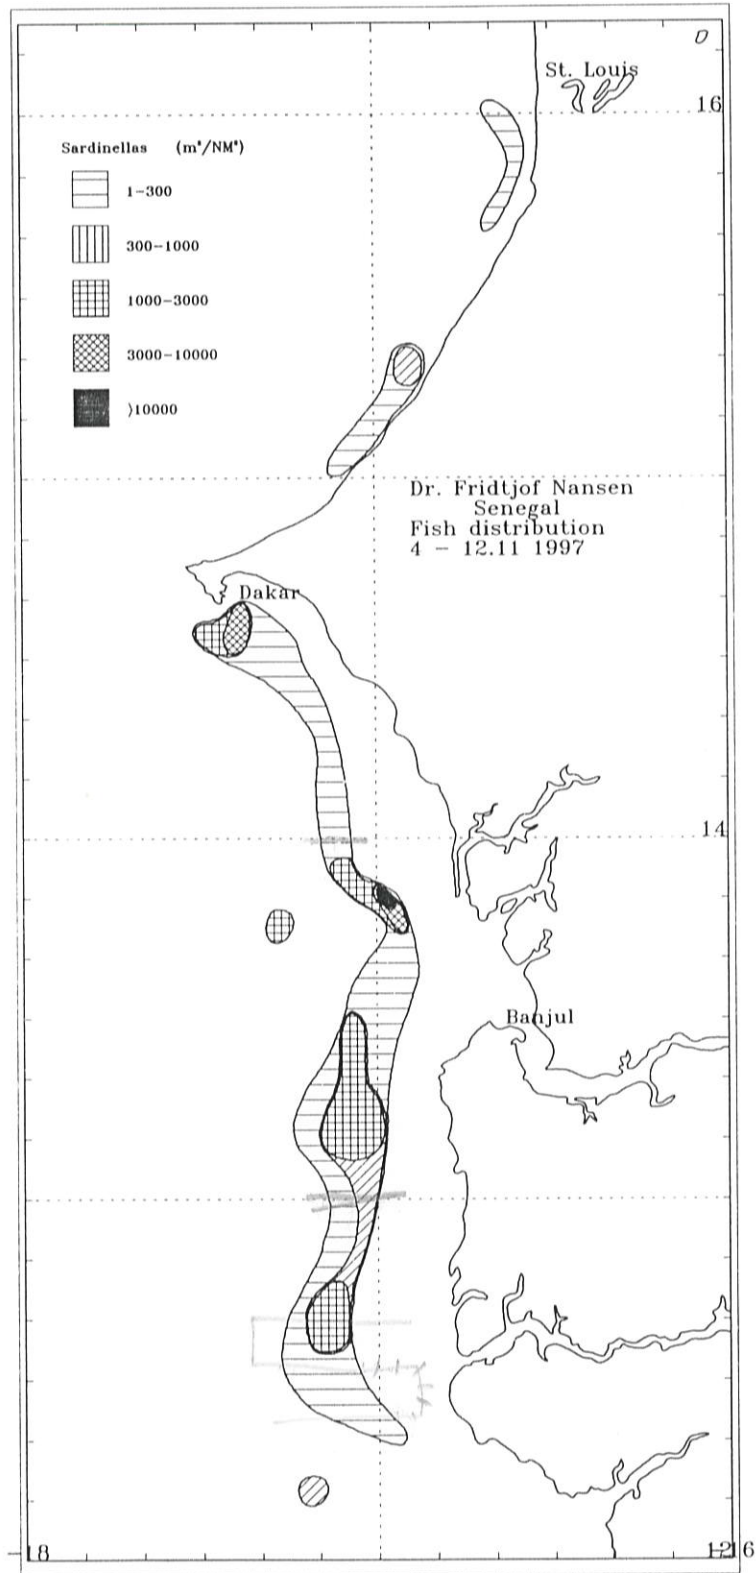 D
St. Louis
16
Sardinellas (m²/NM²)
1-300
300-1000
1000-3000
3000-10000
>10000
Dr. Fridtjof Nansen
Senegal
Fish distribution
4 - 12.11 1997
Dakar
14
Banjul
18
12
16